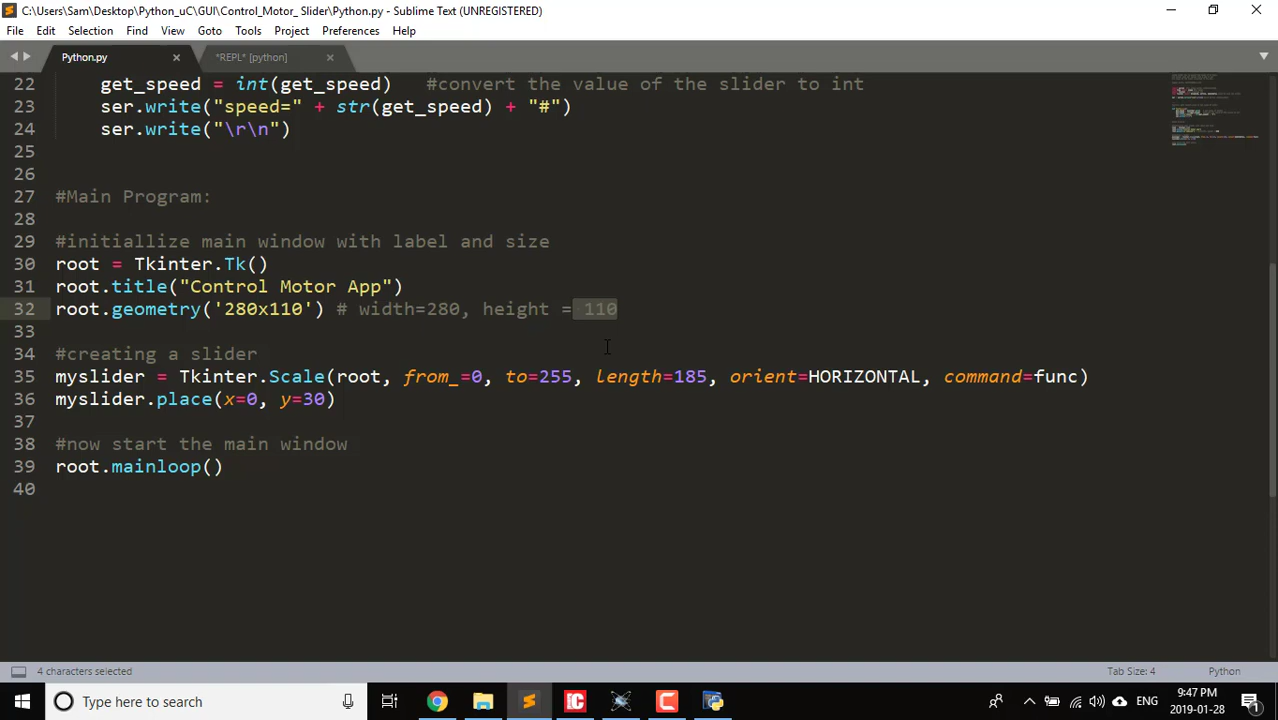 C:\Users\Sam\Desktop\Python_uC\GUI\Control_Motor_ Slider\Python.py - Sublime Text (UNREGISTERED)
File Edit Selection Find View Goto Tools Project Preferences Help
Python.py *REPL* [python]
22 get_speed = int(get_speed) #convert the value of the slider to int
23 ser.write("speed=" + str(get_speed) + "#")
24 ser.write("\r\n")
25
26
27 #Main Program:
28
29 #initiallize main window with label and size
30 root = Tkinter.Tk()
31 root.title("Control Motor App")
32 root.geometry('280x110') # width=280, height = 110
33
34 #creating a slider
35 myslider = Tkinter.Scale(root, from_=0, to=255, length=185, orient=HORIZONTAL, command=func)
36 myslider.place(x=0, y=30)
37
38 #now start the main window
39 root.mainloop()
40
4 characters selected Tab Size: 4 Python
Type here to search ENG 9:47 PM
2019-01-28